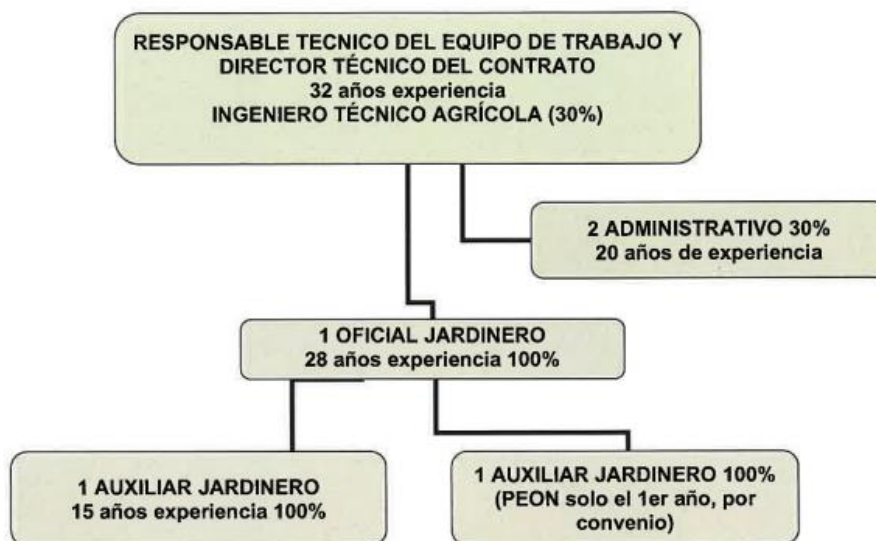 RESPONSABLE TECNICO DEL EQUIPO DE TRABAJO Y
DIRECTOR TÉCNICO DEL CONTRATO
32 años experiencia
INGENIERO TÉCNICO AGRÍCOLA (30%)
2 ADMINISTRATIVO 30%
20 años de experiencia
1 OFICIAL JARDINERO
28 años experiencia 100%
1 AUXILIAR JARDINERO
15 años experiencia 100%
1 AUXILIAR JARDINERO 100%
(PEON solo el 1er año, por
convenio)